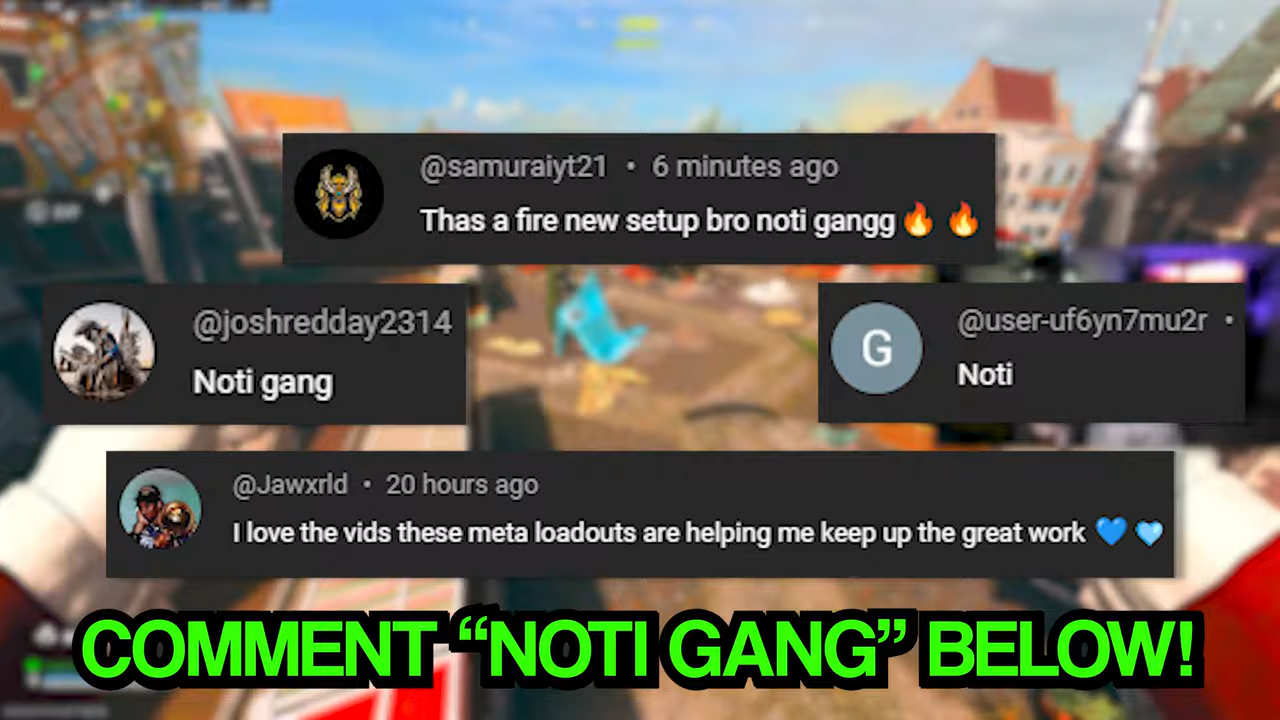 @samuraiyt21 • 6 minutes ago
Thas a fire new setup bro noti gangg🔥 🔥
@joshredday2314
Noti gang
@user-uf6yn7mu2r •
G
Noti
@Jawxrld • 20 hours ago
I love the vids these meta loadouts are helping me keep up the great work 💙 🩵
COMMENT “NOTI GANG” BELOW!